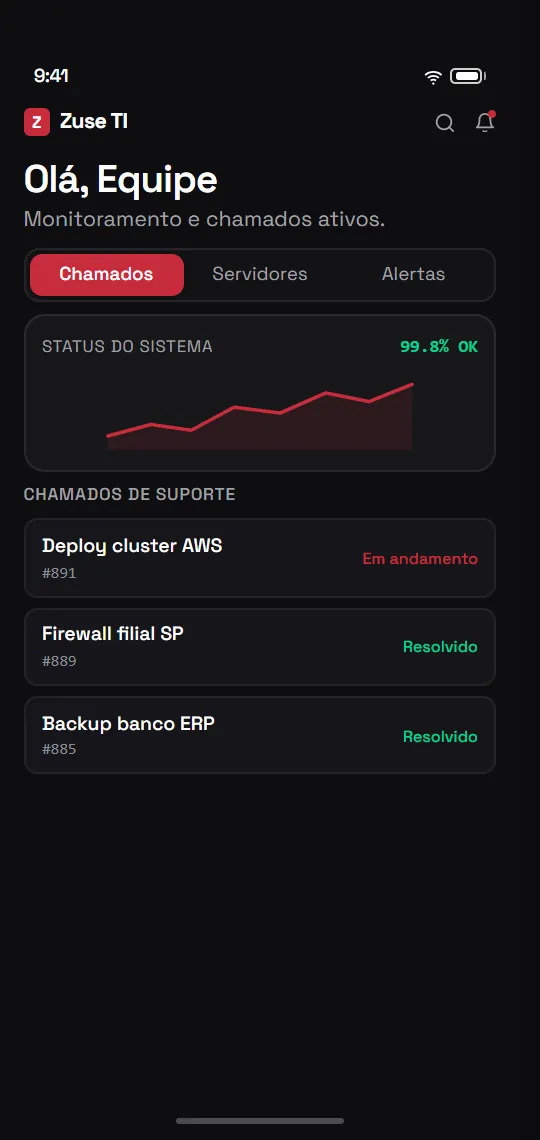 9:41
Z Zuse TI
Olá, Equipe
Monitoramento e chamados ativos.
Chamados Servidores Alertas
STATUS DO SISTEMA 99.8% OK
CHAMADOS DE SUPORTE
Deploy cluster AWS
Em andamento
#891
Firewall filial SP
Resolvido
#889
Backup banco ERP
Resolvido
#885